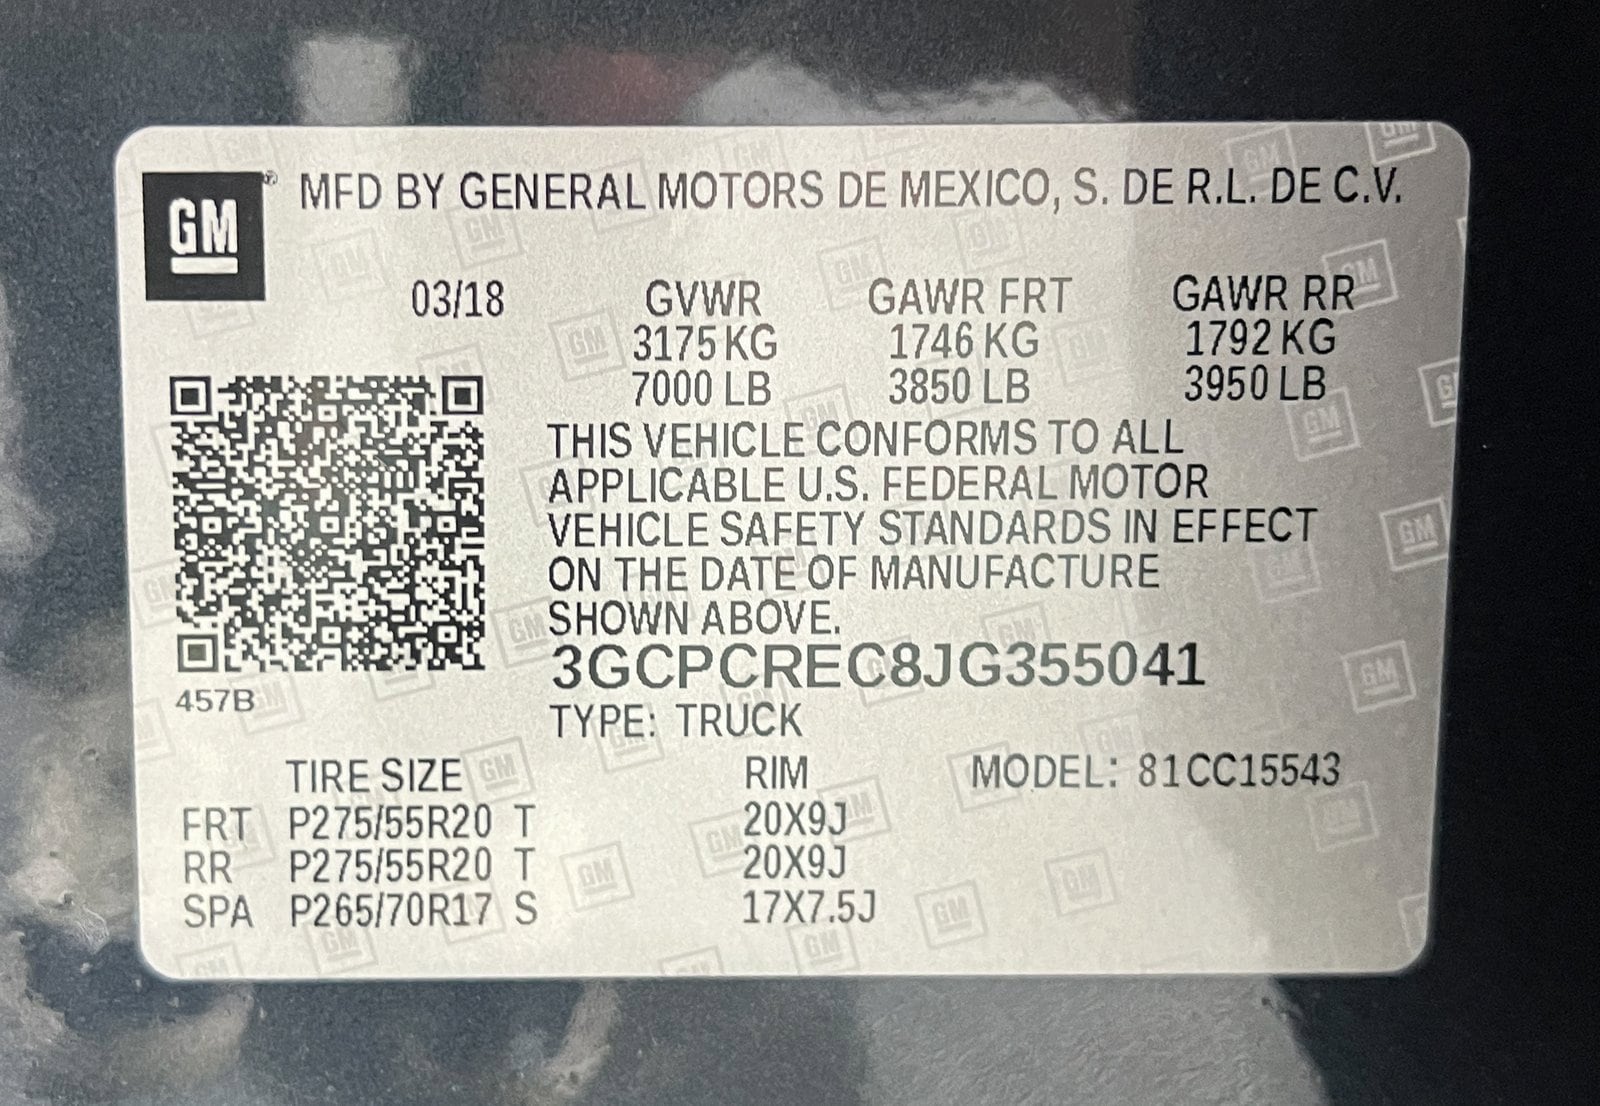 GM® MFD BY GENERAL MOTORS DE MEXICO, S. DE R.L. DE C.V.
03/18 GVWR GAWR FRT GAWR RR
3175 KG 1746 KG 1792 KG
7000 LB 3850 LB 3950 LB
THIS VEHICLE CONFORMS TO ALL
APPLICABLE U.S. FEDERAL MOTOR
VEHICLE SAFETY STANDARDS IN EFFECT
ON THE DATE OF MANUFACTURE
SHOWN ABOVE.
3GCPCREC8JG355041
457B
TYPE: TRUCK
TIRE SIZE RIM MODEL: 81CC15543
FRT P275/55R20 T 20X9J
RR P275/55R20 T 20X9J
SPA P265/70R17 S 17X7.5J